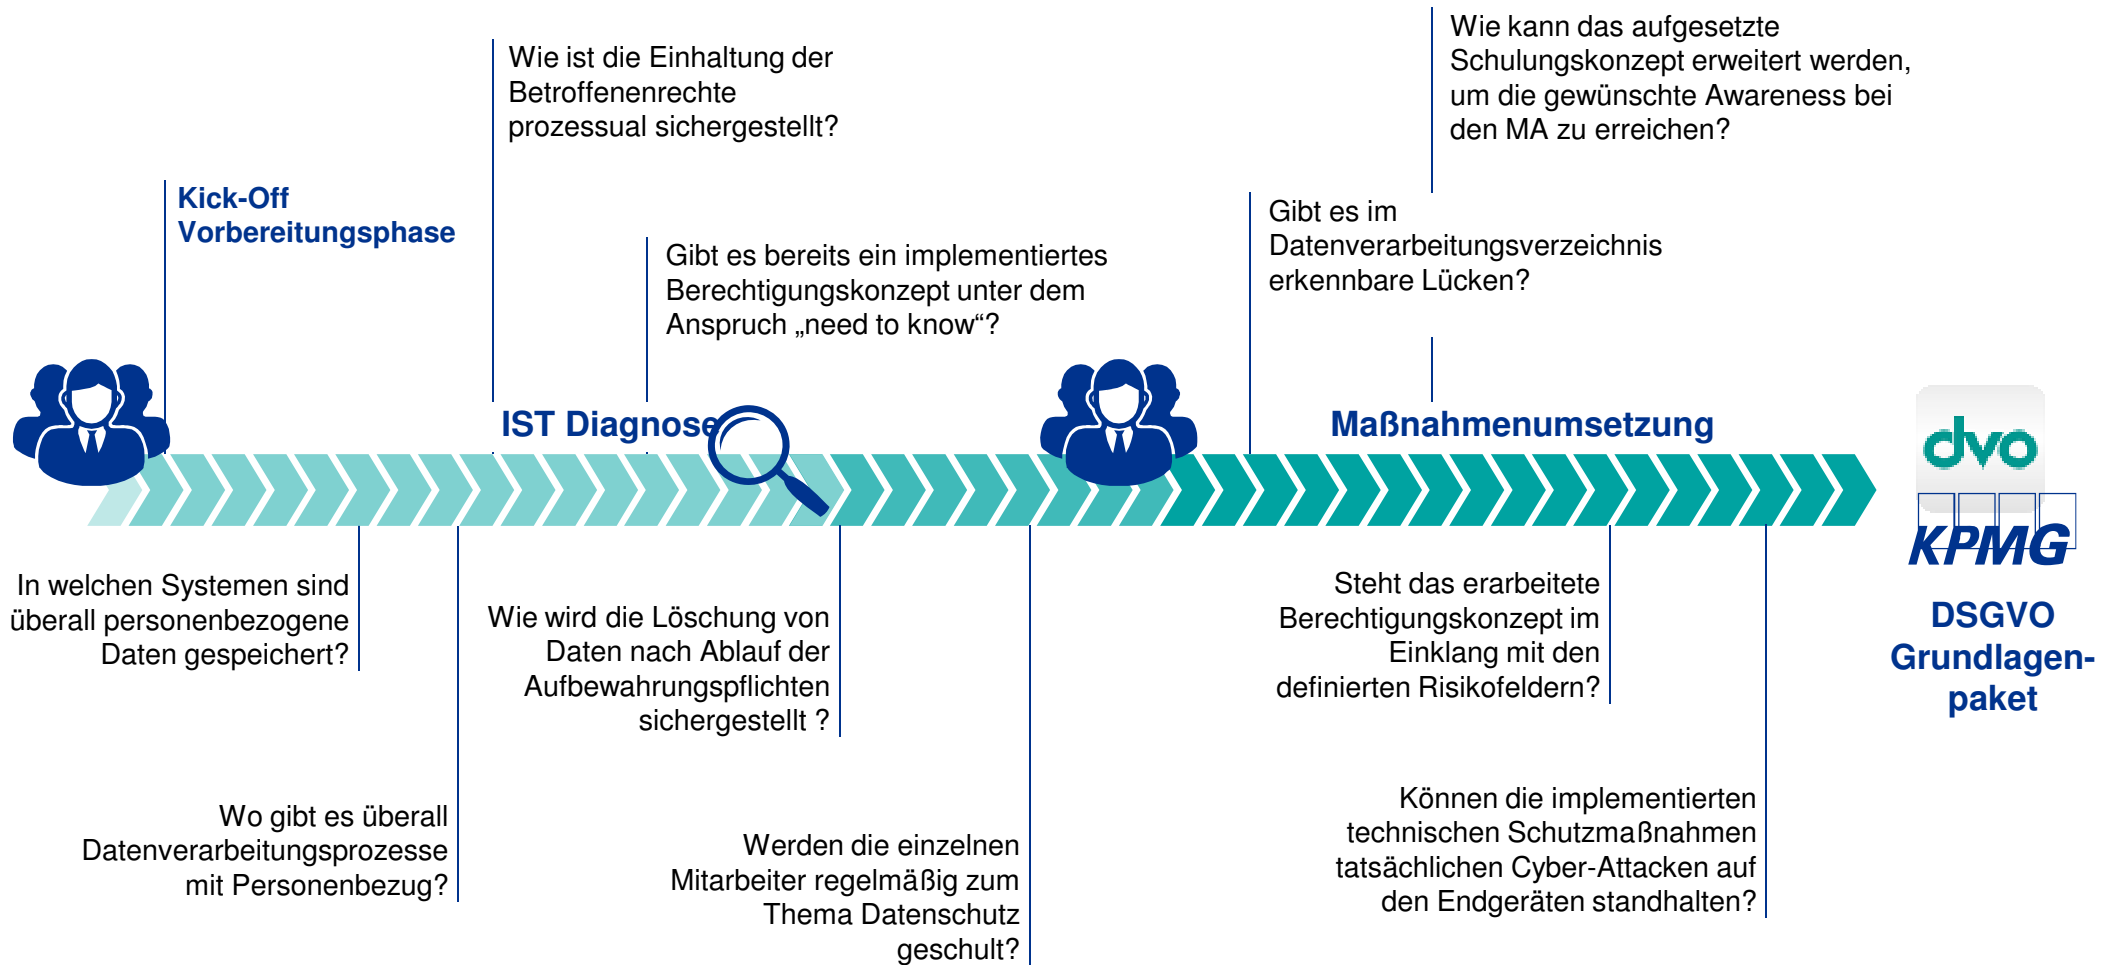 Wie kann das aufgesetzte
Schulungskonzept erweitert werden,
um die gewünschte Awareness bei
den MA zu erreichen?
Wie ist die Einhaltung der
Betroffenenrechte
prozessual sichergestellt?
Kick-Off
Vorbereitungsphase
Gibt es bereits ein implementiertes
Berechtigungskonzept unter dem
Anspruch „need to know“?
Gibt es im
Datenverarbeitungsverzeichnis
erkennbare Lücken?
IST Diagnose
Maßnahmenumsetzung
dvo
KPMG
DSGVO
Grundlagen-
paket
In welchen Systemen sind
überall personenbezogene
Daten gespeichert?
Wie wird die Löschung von
Daten nach Ablauf der
Aufbewahrungspflichten
sichergestellt ?
Steht das erarbeitete
Berechtigungskonzept im
Einklang mit den
definierten Risikofeldern?
Wo gibt es überall
Datenverarbeitungsprozesse
mit Personenbezug?
Werden die einzelnen
Mitarbeiter regelmäßig zum
Thema Datenschutz
geschult?
Können die implementierten
technischen Schutzmaßnahmen
tatsächlichen Cyber-Attacken auf
den Endgeräten standhalten?